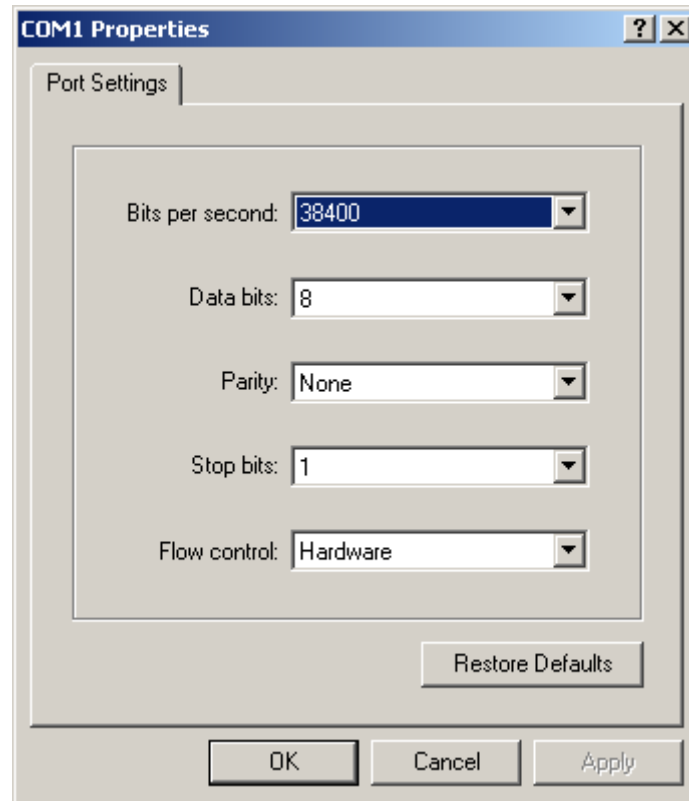 COM1 Properties
Port Settings
Bits per second: 38400
Data bits: 8
Parity: None
Stop bits: 1
Flow control: Hardware
Restore Defaults
OK Cancel Apply